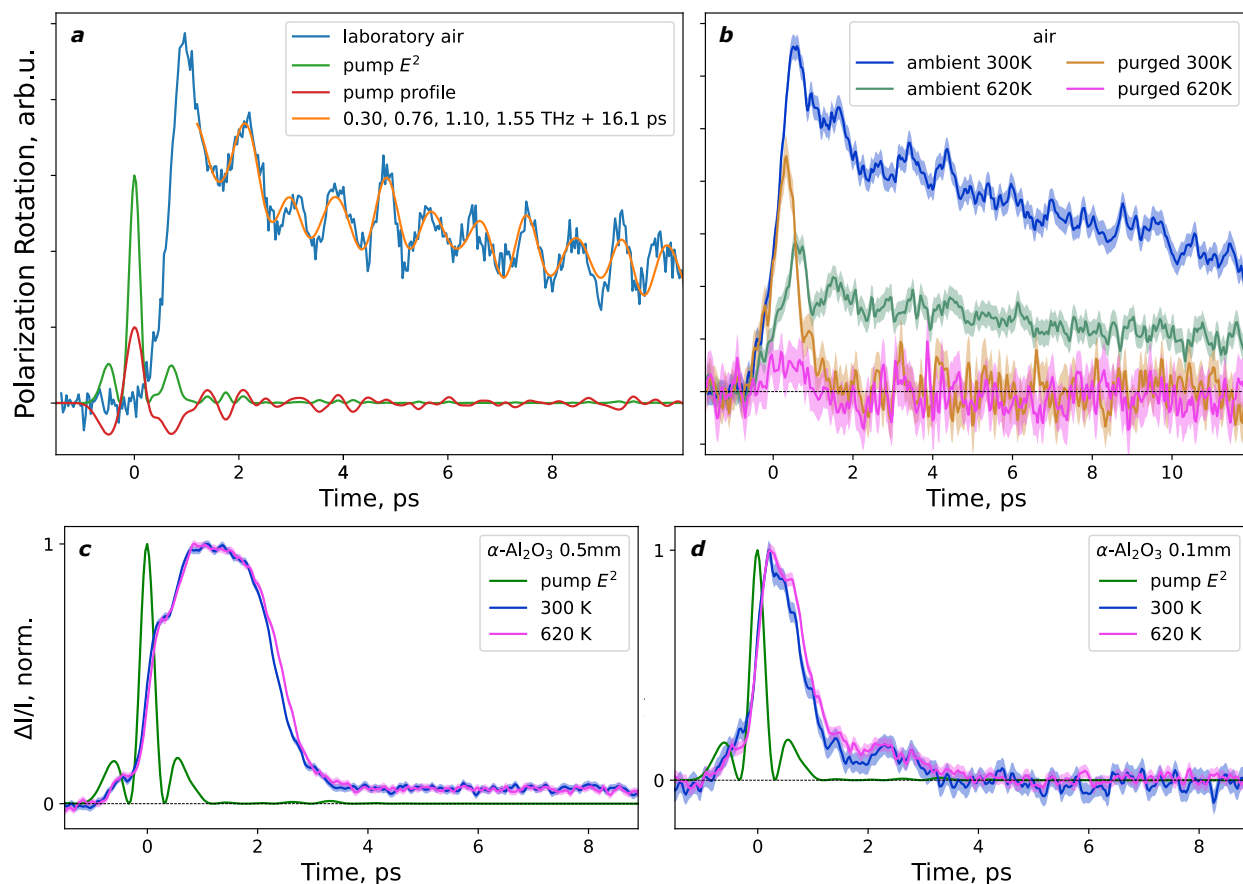 a
laboratory air
pump E²
pump profile
0.30, 0.76, 1.10, 1.55 THz + 16.1 ps
Polarization Rotation, arb.u.
0 2 4 6 8
Time, ps
b
air
ambient 300K purged 300K
ambient 620K purged 620K
0 2 4 6 8 10
Time, ps
c
α-Al₂O₃ 0.5mm
pump E²
300 K
620 K
1
0
ΔI/I, norm.
0 2 4 6 8
Time, ps
d
α-Al₂O₃ 0.1mm
pump E²
300 K
620 K
1
0
0 2 4 6 8
Time, ps